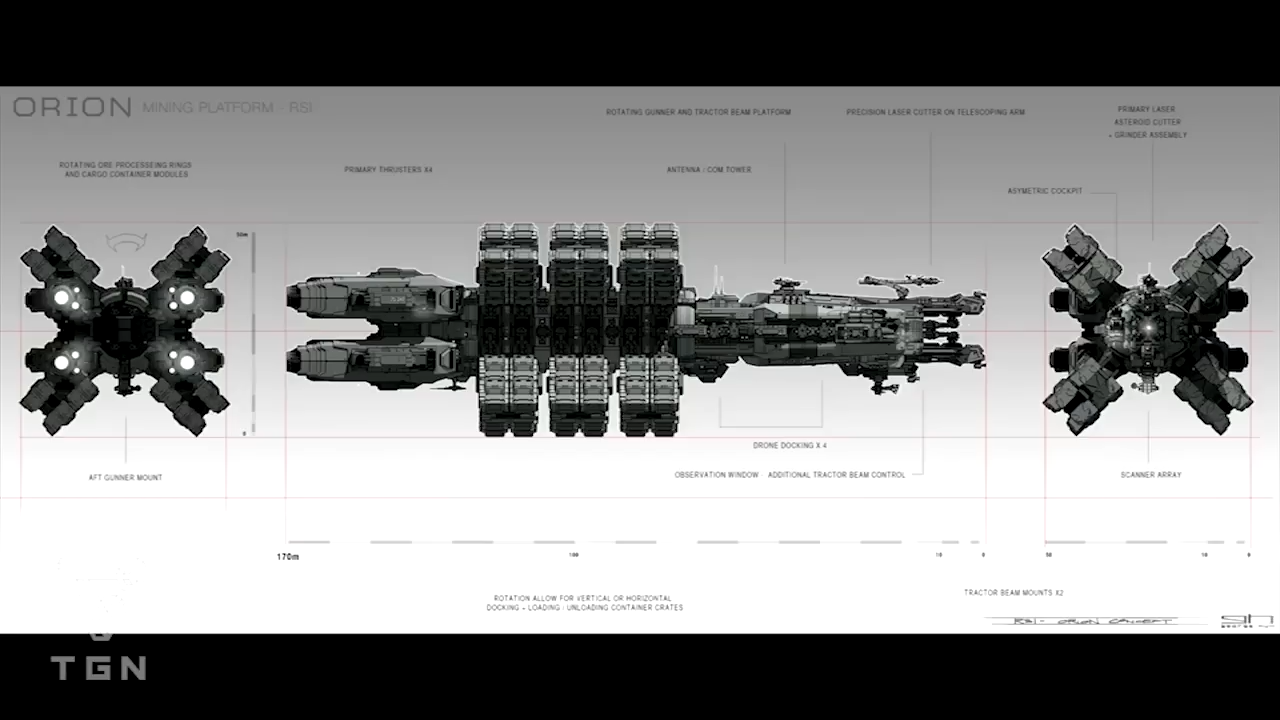 ORION MINING PLATFORM - RSI
ROTATING GUNNER AND TRACTOR BEAM PLATFORM
PRECISION LASER CUTTER ON TELESCOPING ARM
PRIMARY LASER
ASTEROID CUTTER
+ GRINDER ASSEMBLY
ROTATING ORE PROCESSEING RINGS
AND CARGO CONTAINER MODULES
PRIMARY THRUSTERS X4
ANTENNA / COM TOWER
ASYMETRIC COCKPIT
50m
0
DRONE DOCKING X 4
AFT GUNNER MOUNT
OBSERVATION WINDOW - ADDITIONAL TRACTOR BEAM CONTROL
SCANNER ARRAY
170m
100
10
0
50
10
0
ROTATION ALLOW FOR VERTICAL OR HORIZONTAL
DOCKING - LOADING / UNLOADING CONTAINER CRATES
TRACTOR BEAM MOUNTS X2
RSI - ORION CONCEPT
TGN